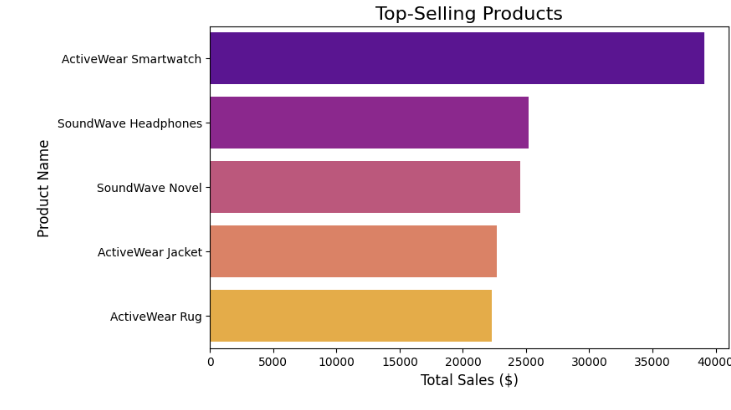 Top-Selling Products
Product Name
ActiveWear Smartwatch
SoundWave Headphones
SoundWave Novel
ActiveWear Jacket
ActiveWear Rug
0 5000 10000 15000 20000 25000 30000 35000 40000
Total Sales ($)